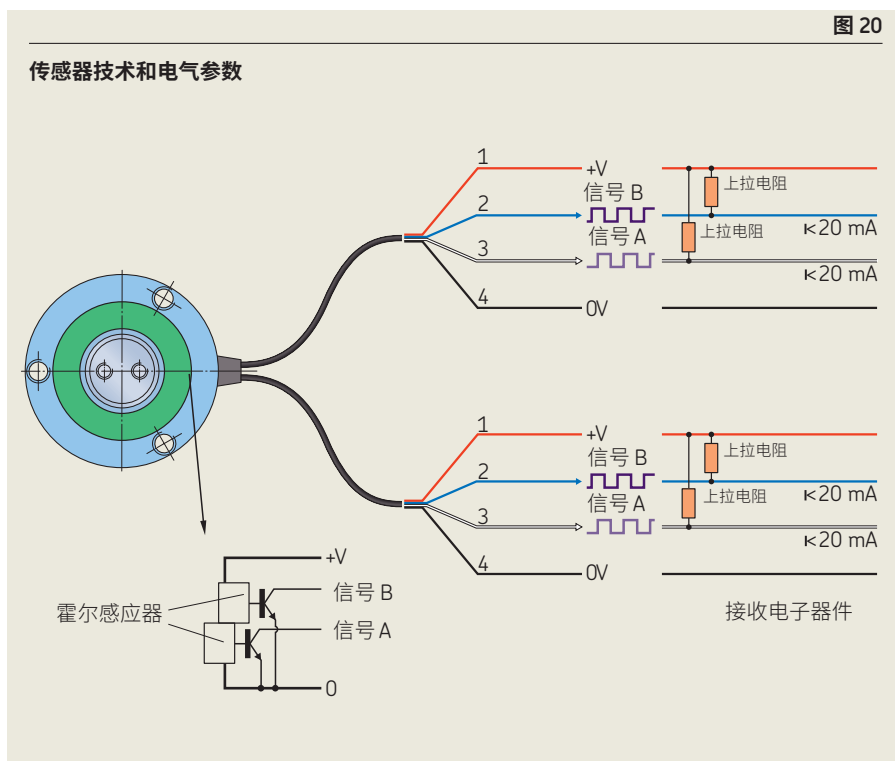 图 20
传感器技术和电气参数
1
+V
信号 B
上拉电阻
2
I<20 mA
信号 A
上拉电阻
3
I<20 mA
4
0V
1
+V
信号 B
上拉电阻
2
I<20 mA
信号 A
上拉电阻
3
I<20 mA
4
0V
接收电子器件
+V
信号 B
霍尔感应器
信号 A
0